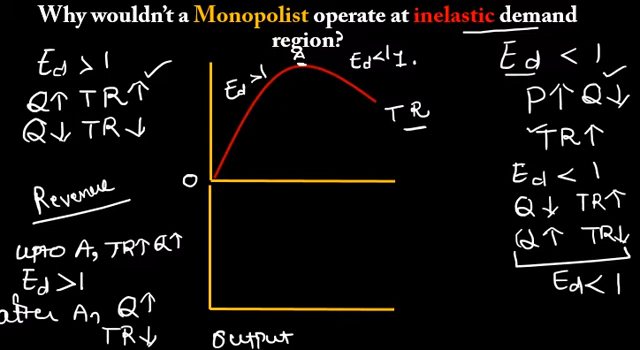 Why wouldn't a Monopolist operate at inelastic demand
region?
Ed > 1
Q↑ TR↑ ✓
Q↓ TR↓
Revenue
upto A, TR↑ Q↑
Ed > 1
after A, Q↑
TR↓
A
Ed > 1
Ed < 1
TR
O
Output
Ed < 1
P↑ Q↓ ✓
✓TR↑
Ed < 1
Q↓ TR↑
Q↑ TR↓
Ed < 1